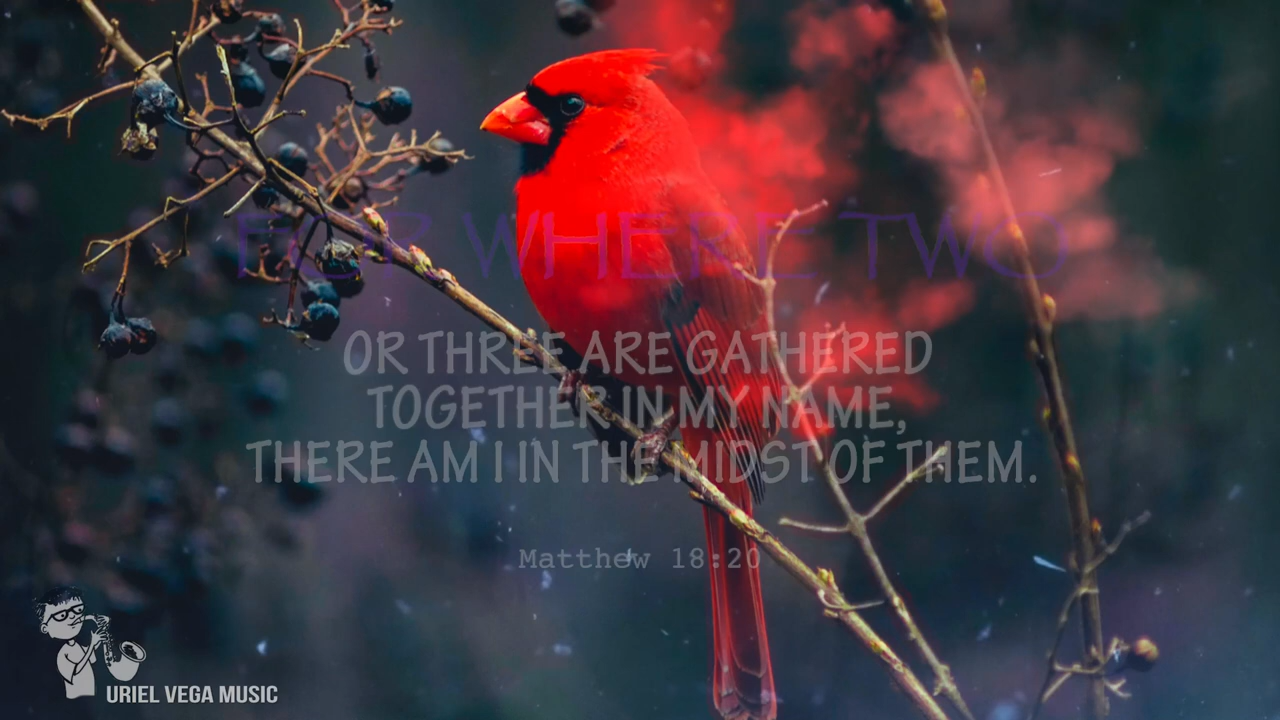 FOR WHERE TWO
OR THREE ARE GATHERED
TOGETHER IN MY NAME,
THERE AM I IN THE MIDST OF THEM.
Matthew 18:20
URIEL VEGA MUSIC